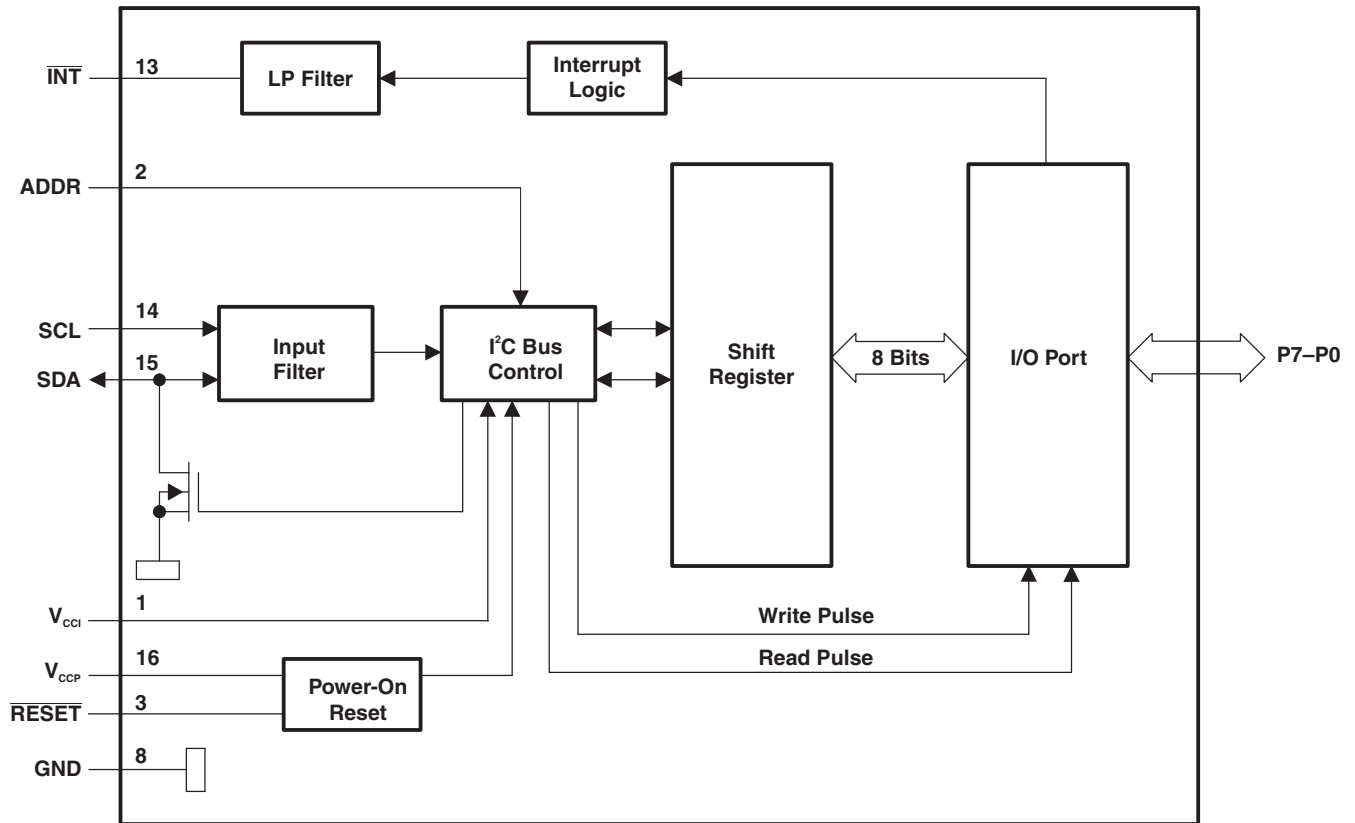 INT
13
LP Filter
Interrupt
Logic
ADDR
2
SCL
14
SDA
15
Input
Filter
I²C Bus
Control
Shift
Register
8 Bits
I/O Port
P7–P0
VCCI
1
Write Pulse
VCCP
16
Read Pulse
Power-On
Reset
RESET
3
GND
8